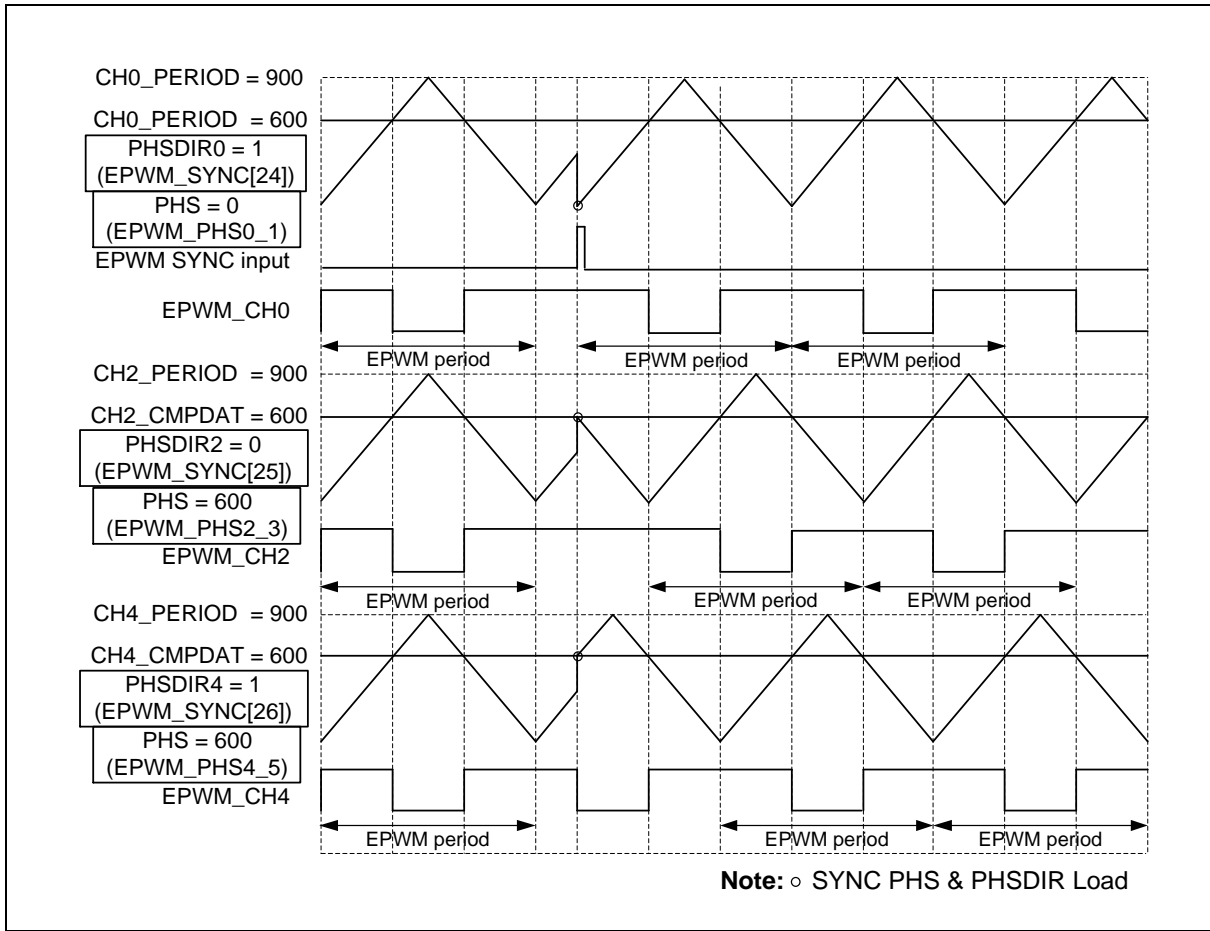 CH0_PERIOD = 900
CH0_PERIOD = 600
PHSDIR0 = 1
(EPWM_SYNC[24])
PHS = 0
(EPWM_PHS0_1)
EPWM SYNC input
EPWM_CH0
EPWM period
EPWM period
EPWM period
CH2_PERIOD = 900
CH2_CMPDAT = 600
PHSDIR2 = 0
(EPWM_SYNC[25])
PHS = 600
(EPWM_PHS2_3)
EPWM_CH2
EPWM period
EPWM period
EPWM period
CH4_PERIOD = 900
CH4_CMPDAT = 600
PHSDIR4 = 1
(EPWM_SYNC[26])
PHS = 600
(EPWM_PHS4_5)
EPWM_CH4
EPWM period
EPWM period
EPWM period
Note: ○ SYNC PHS & PHSDIR Load